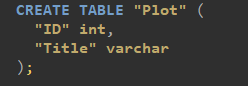 CREATE TABLE "Plot" (
"ID" int,
"Title" varchar
);